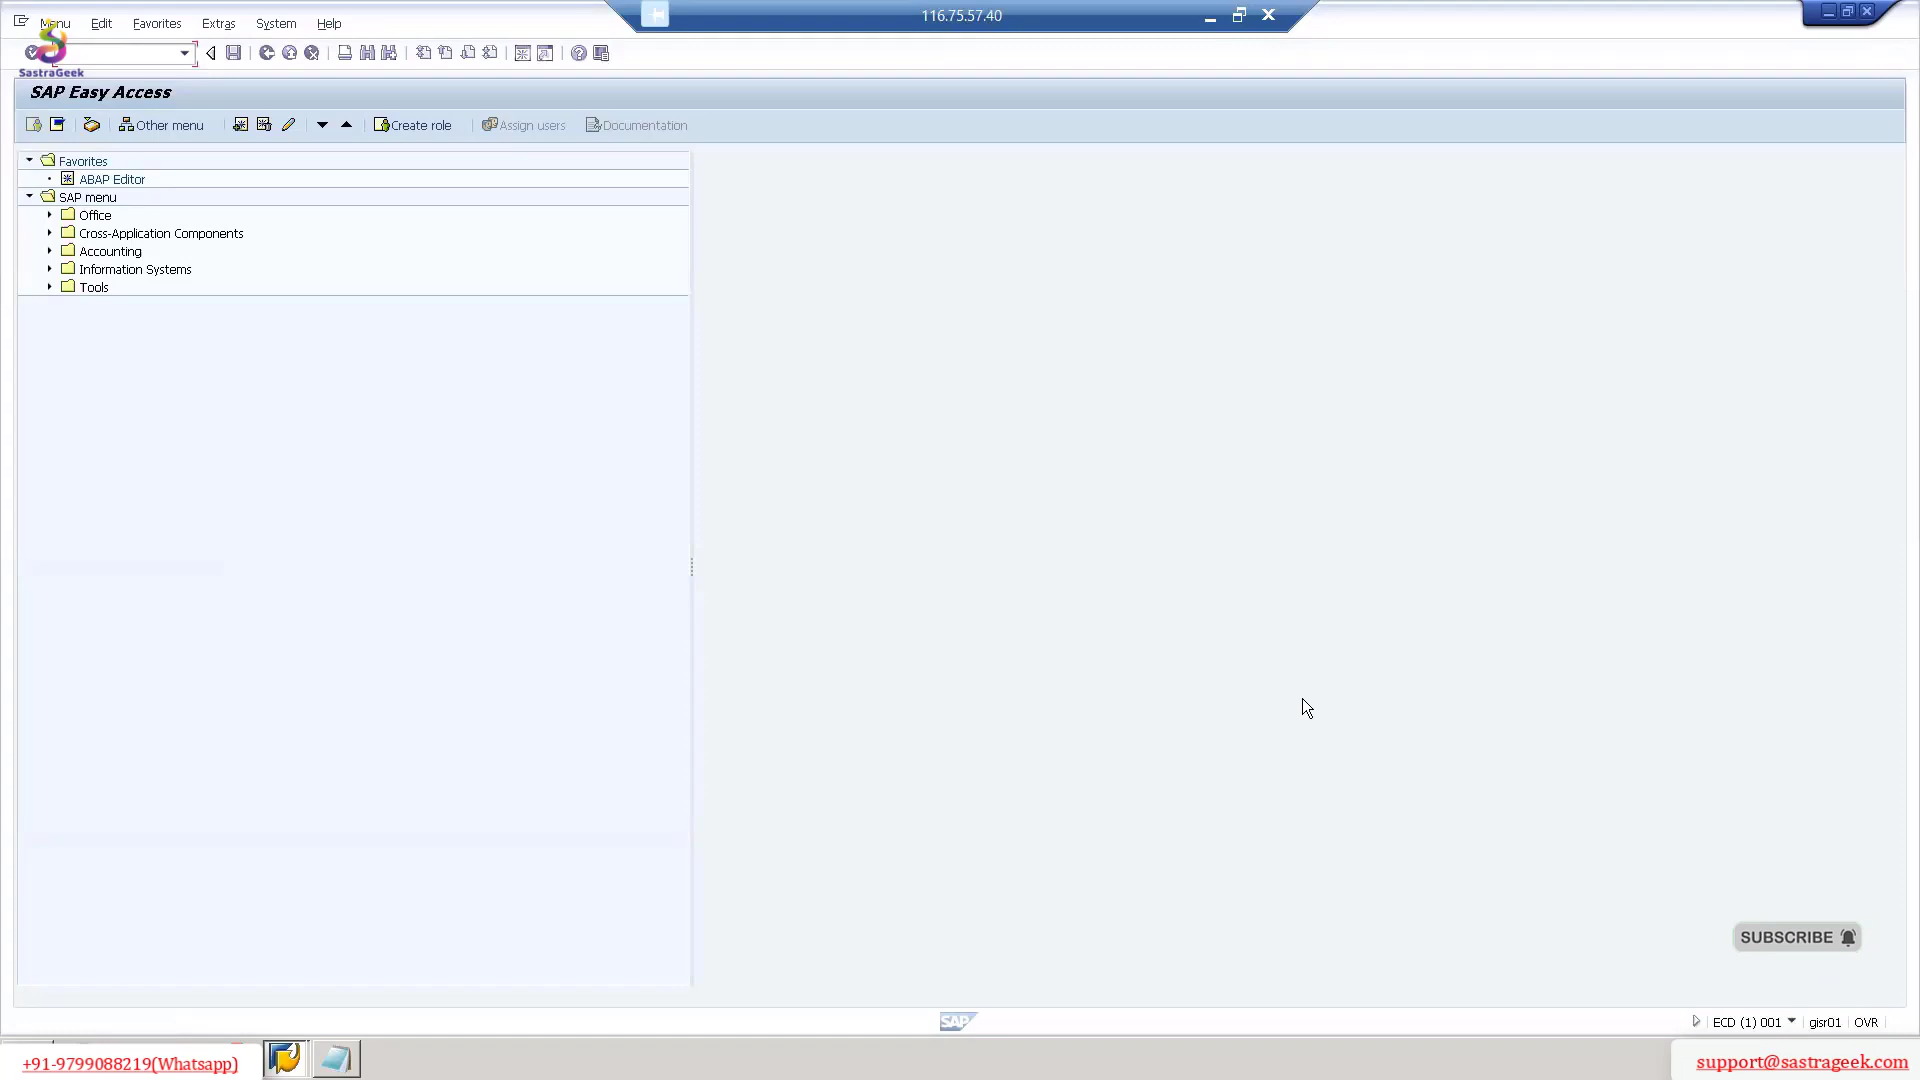 Menu Edit Favorites Extras System Help
116.75.57.40
SastraGeek
SAP Easy Access
Other menu Create role Assign users Documentation
Favorites
ABAP Editor
SAP menu
Office
Cross-Application Components
Accounting
Information Systems
Tools
SUBSCRIBE
SAP
ECD (1) 001 gisr01 OVR
+91-9799088219(Whatsapp)
support@sastrageek.com